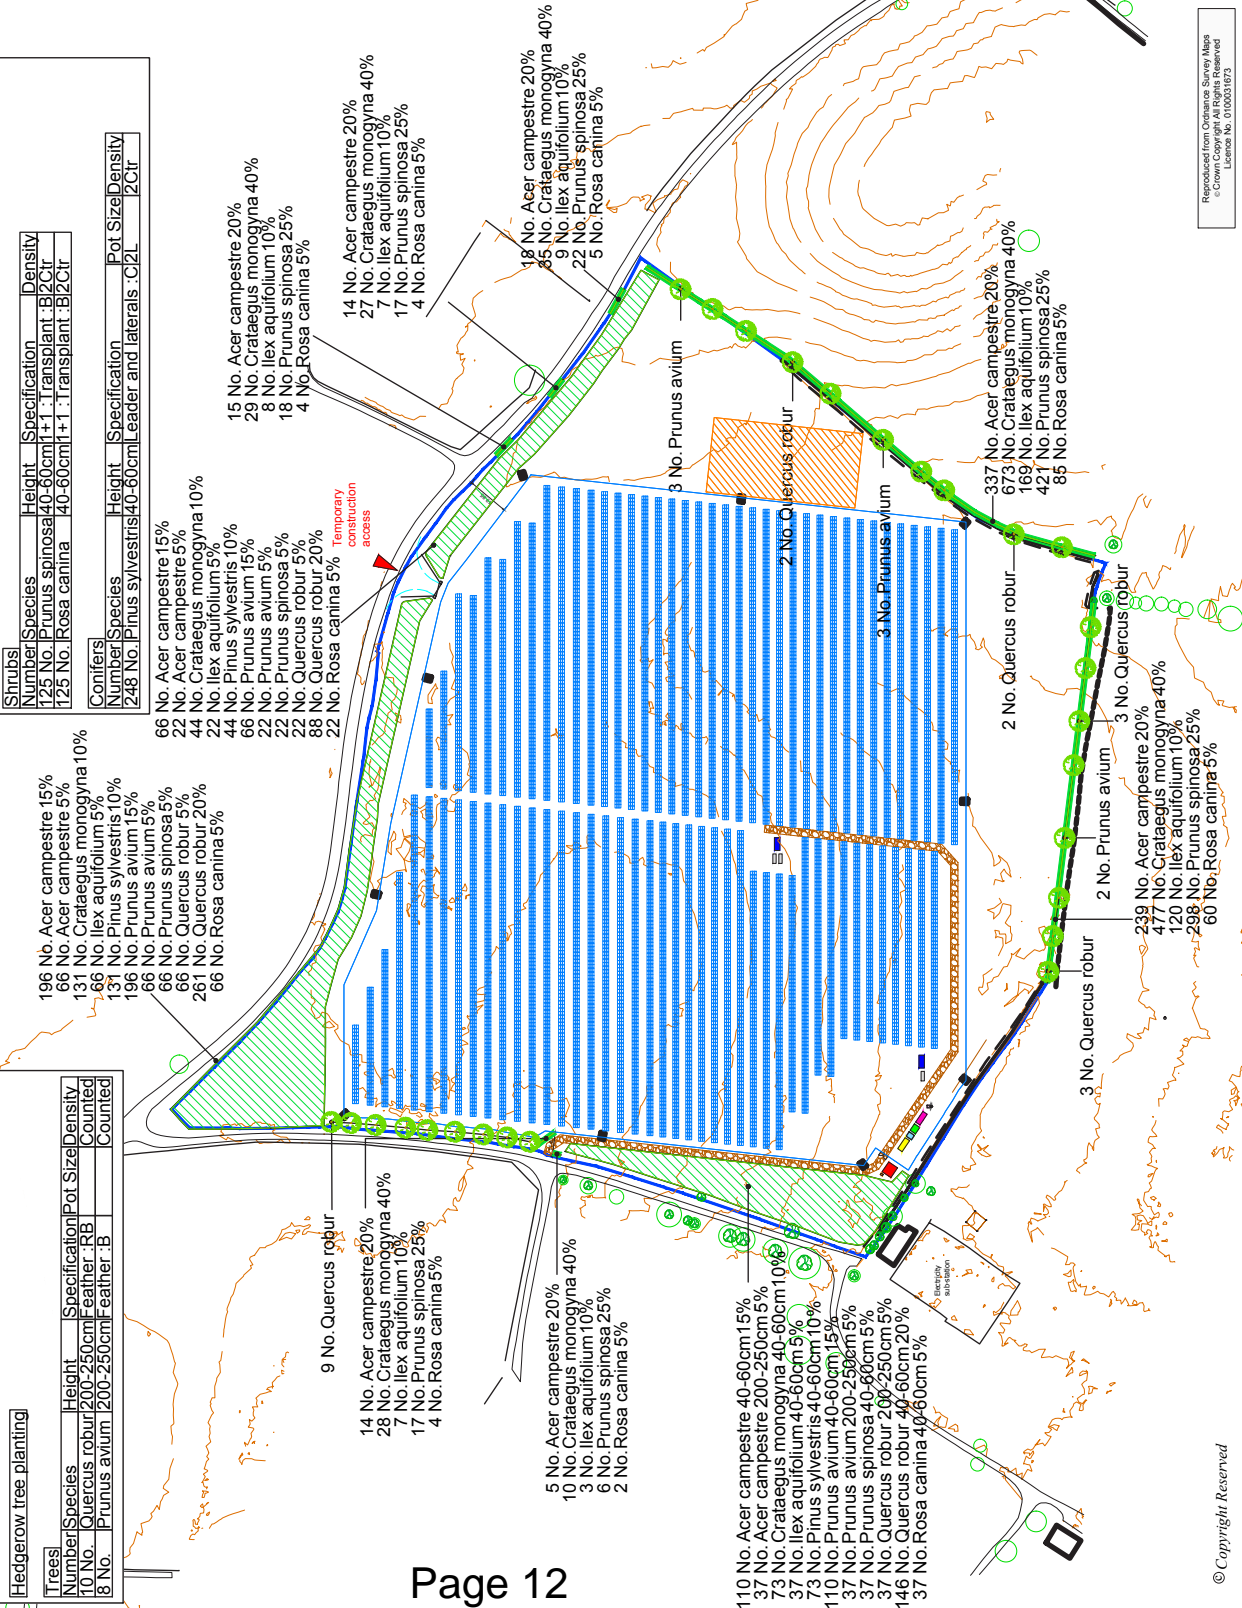 Hedgerow tree planting
Trees
Number Species Height Specification Pot Size Density
10 No. Quercus robur 200-250cm Feather :RB Counted
8 No. Prunus avium 200-250cm Feather :B Counted
Shrubs
Number Species Height Specification Density
125 No. Prunus spinosa 40-60cm 1+1 :Transplant :B 2Ctr
125 No. Rosa canina 40-60cm 1+1 :Transplant :B 2Ctr
Conifers
Number Species Height Specification Pot Size Density
248 No. Pinus sylvestris 40-60cm Leader and laterals :C 2L 2Ctr
196 No. Acer campestre 15%
66 No. Acer campestre 5%
131 No. Crataegus monogyna 10%
66 No. Ilex aquifolium 5%
131 No. Pinus sylvestris 10%
196 No. Prunus avium 15%
66 No. Prunus avium 5%
66 No. Prunus spinosa 5%
66 No. Quercus robur 5%
261 No. Quercus robur 20%
66 No. Rosa canina 5%
66 No. Acer campestre 15%
22 No. Acer campestre 5%
44 No. Crataegus monogyna 10%
22 No. Ilex aquifolium 5%
44 No. Pinus sylvestris 10%
66 No. Prunus avium 15%
22 No. Prunus avium 5%
22 No. Prunus spinosa 5%
22 No. Quercus robur 5%
88 No. Quercus robur 20%
22 No. Rosa canina 5%
Temporary
construction
access
15 No. Acer campestre 20%
29 No. Crataegus monogyna 40%
8 No. Ilex aquifolium 10%
18 No. Prunus spinosa 25%
4 No. Rosa canina 5%
14 No. Acer campestre 20%
27 No. Crataegus monogyna 40%
7 No. Ilex aquifolium 10%
17 No. Prunus spinosa 25%
4 No. Rosa canina 5%
18 No. Acer campestre 20%
35 No. Crataegus monogyna 40%
9 No. Ilex aquifolium 10%
22 No. Prunus spinosa 25%
5 No. Rosa canina 5%
3 No. Prunus avium
2 No. Quercus robur
3 No. Prunus avium
337 No. Acer campestre 20%
673 No. Crataegus monogyna 40%
169 No. Ilex aquifolium 10%
421 No. Prunus spinosa 25%
85 No. Rosa canina 5%
2 No. Quercus robur
3 No. Quercus robur
2 No. Prunus avium
239 No. Acer campestre 20%
477 No. Crataegus monogyna 40%
120 No. Ilex aquifolium 10%
298 No. Prunus spinosa 25%
60 No. Rosa canina 5%
3 No. Quercus robur
9 No. Quercus robur
14 No. Acer campestre 20%
28 No. Crataegus monogyna 40%
7 No. Ilex aquifolium 10%
17 No. Prunus spinosa 25%
4 No. Rosa canina 5%
5 No. Acer campestre 20%
10 No. Crataegus monogyna 40%
3 No. Ilex aquifolium 10%
6 No. Prunus spinosa 25%
2 No. Rosa canina 5%
110 No. Acer campestre 40-60cm 15%
37 No. Acer campestre 200-250cm 5%
73 No. Crataegus monogyna 40-60cm 10%
37 No. Ilex aquifolium 40-60cm 5%
73 No. Pinus sylvestris 40-60cm 10%
110 No. Prunus avium 40-60cm 15%
37 No. Prunus avium 200-250cm 5%
37 No. Prunus spinosa 40-60cm 5%
37 No. Quercus robur 200-250cm 5%
146 No. Quercus robur 40-60cm 20%
37 No. Rosa canina 40-60cm 5%
Electricity
sub-station
Reproduced from Ordnance Survey Maps
© Crown Copyright All Rights Reserved
Licence No. 0100031673
© Copyright Reserved
Page 12